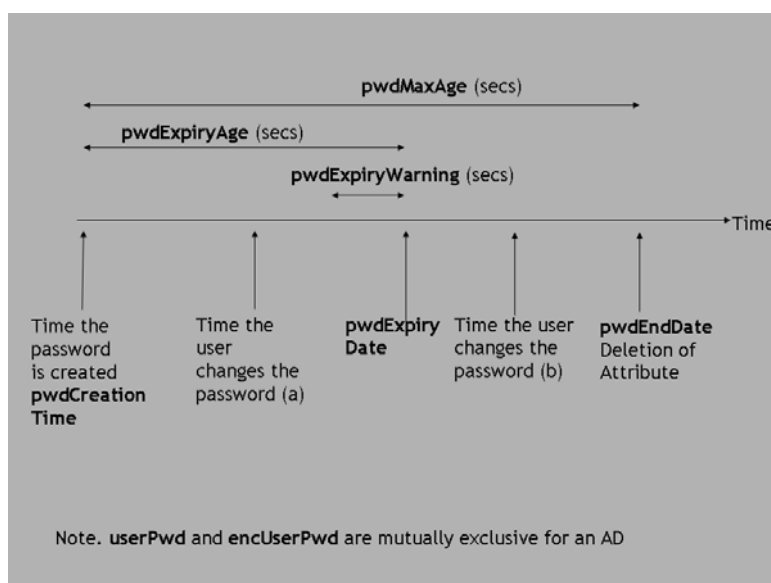 pwdMaxAge (secs)
pwdExpiryAge (secs)
pwdExpiryWarning (secs)
Time
Time the
password
is created
pwdCreation
Time
Time the
user
changes the
password (a)
pwdExpiry
Date
Time the user
changes the
password (b)
pwdEndDate
Deletion of
Attribute
Note. userPwd and encUserPwd are mutually exclusive for an AD